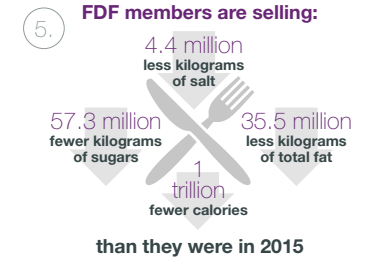 5.
FDF members are selling:
4.4 million
less kilograms
of salt
57.3 million
fewer kilograms
of sugars
35.5 million
less kilograms
of total fat
1
trillion
fewer calories
than they were in 2015